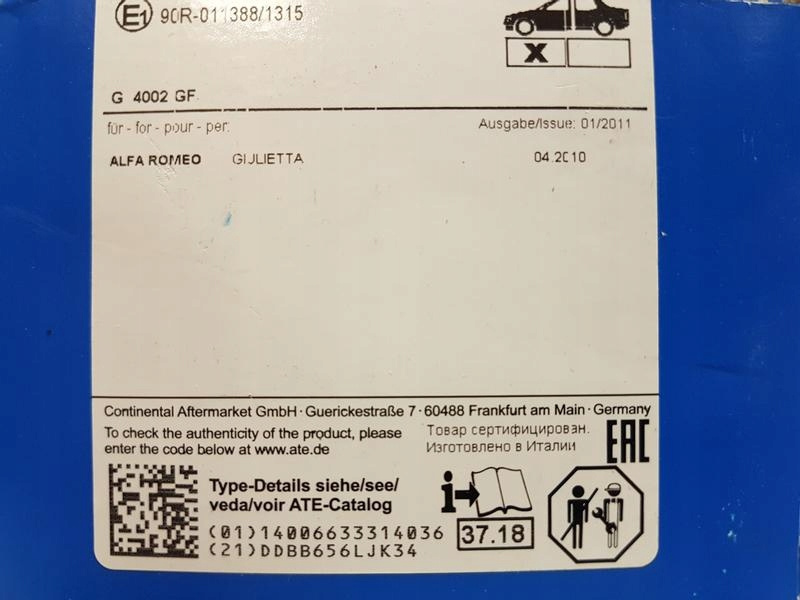 E1 90R-011388/1315
X
G 4002 GF
für - for - pour - per: Ausgabe/Issue: 01/2011
ALFA ROMEO GIULIETTA 04.2010
Continental Aftermarket GmbH · Guerickestraße 7 · 60488 Frankfurt am Main · Germany
To check the authenticity of the product, please
enter the code below at www.ate.de
Товар сертифицирован.
Изготовлено в Италии
EAC
Type-Details siehe/see/
veda/voir ATE-Catalog
(01)14006633314036
(21)DDBB656LJK34
37.18